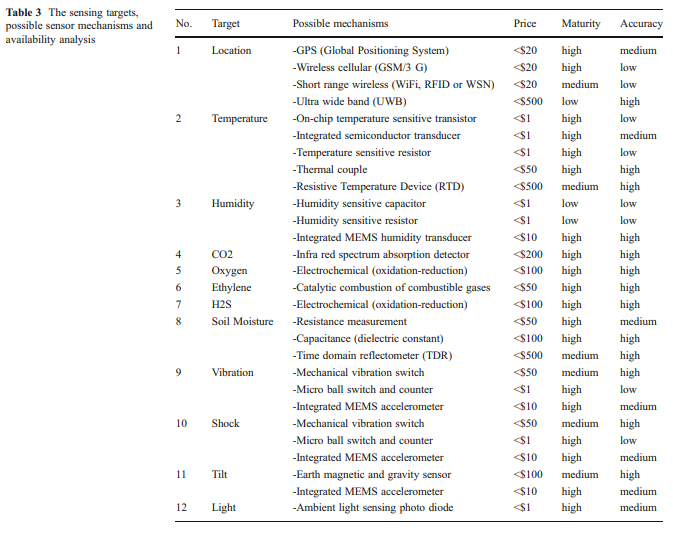 Table 3 The sensing targets,
possible sensor mechanisms and
availability analysis
No. Target Possible mechanisms Price Maturity Accuracy
1 Location -GPS (Global Positioning System) <$20 high medium
-Wireless cellular (GSM/3 G) <$20 high low
-Short range wireless (WiFi, RFID or WSN) <$20 medium low
-Ultra wide band (UWB) <$500 low high
2 Temperature -On-chip temperature sensitive transistor <$1 high low
-Integrated semiconductor transducer <$1 high medium
-Temperature sensitive resistor <$1 high low
-Thermal couple <$50 high high
-Resistive Temperature Device (RTD) <$500 medium high
3 Humidity -Humidity sensitive capacitor <$1 low low
-Humidity sensitive resistor <$1 low low
-Integrated MEMS humidity transducer <$10 high high
4 CO2 -Infra red spectrum absorption detector <$200 high high
5 Oxygen -Electrochemical (oxidation-reduction) <$100 high high
6 Ethylene -Catalytic combustion of combustible gases <$50 high high
7 H2S -Electrochemical (oxidation-reduction) <$100 high high
8 Soil Moisture -Resistance measurement <$50 high medium
-Capacitance (dielectric constant) <$100 high high
-Time domain reflectometer (TDR) <$500 medium high
9 Vibration -Mechanical vibration switch <$50 medium high
-Micro ball switch and counter <$1 high low
-Integrated MEMS accelerometer <$10 high medium
10 Shock -Mechanical vibration switch <$50 medium high
-Micro ball switch and counter <$1 high low
-Integrated MEMS accelerometer <$10 high medium
11 Tilt -Earth magnetic and gravity sensor <$100 medium high
-Integrated MEMS accelerometer <$10 high medium
12 Light -Ambient light sensing photo diode <$1 high medium